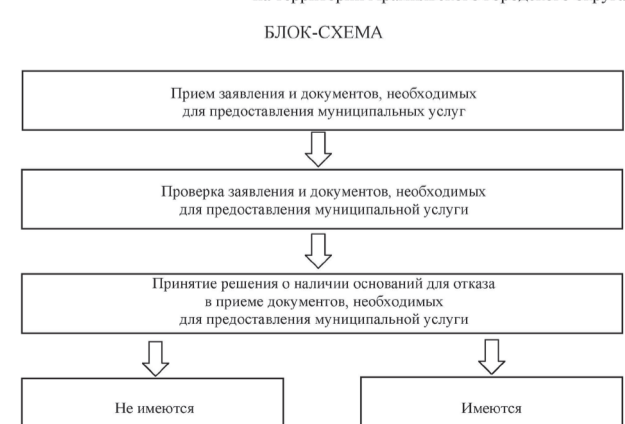 БЛОК-СХЕМА
Прием заявления и документов, необходимых
для предоставления муниципальных услуг
Проверка заявления и документов, необходимых
для предоставления муниципальной услуги
Принятие решения о наличии оснований для отказа
в приеме документов, необходимых
для предоставления муниципальной услуги
Не имеются
Имеются